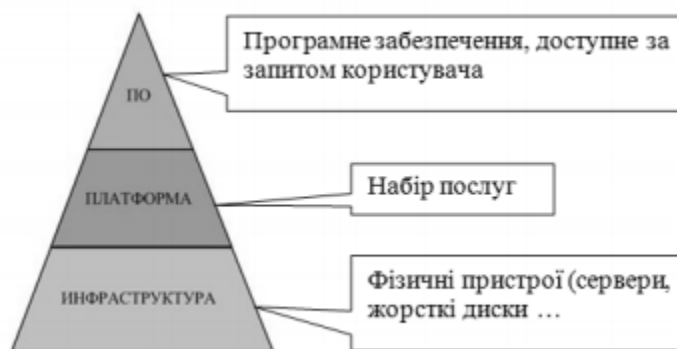 Програмне забезпечення, доступне за
запитом користувача
ПО
Набір послуг
ПЛАТФОРМА
Фізичні пристрої (сервери,
жорсткі диски ...
ИНФРАСТРУКТУРА